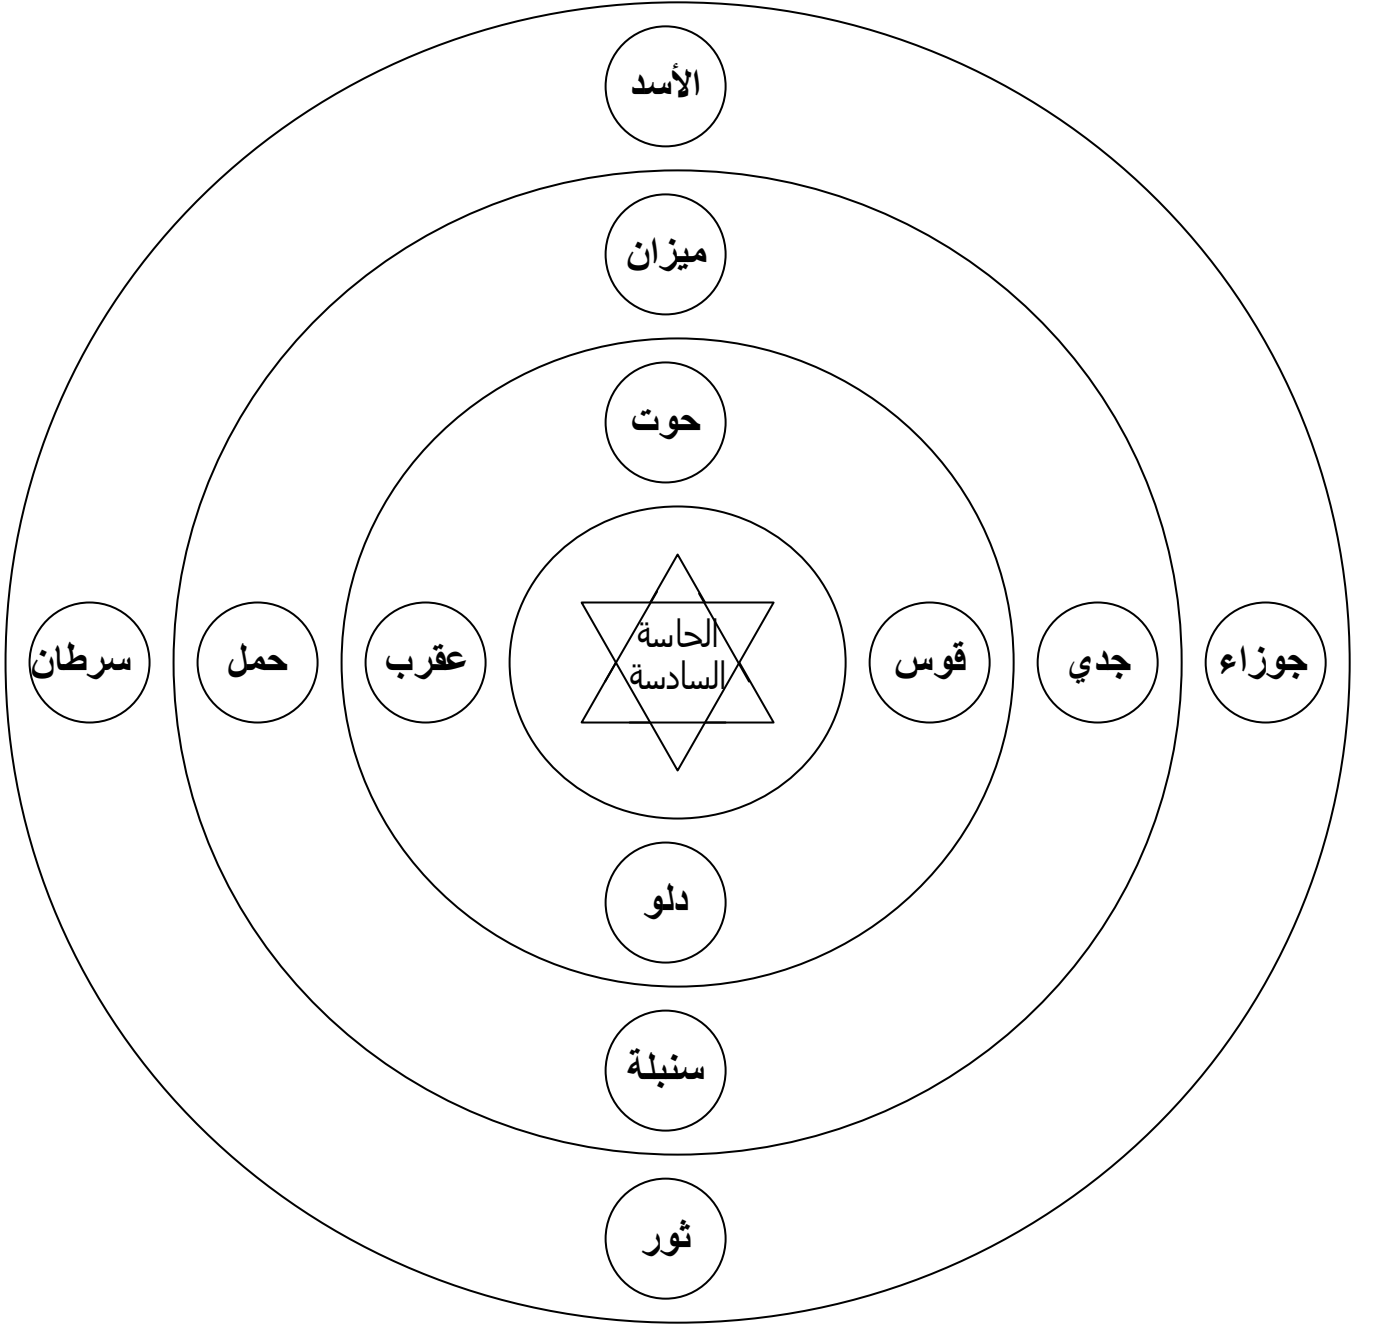 الأسد
ميزان
حوت
جوزاء
جدي
قوس
الحاسة
السادسة
عقرب
حمل
سرطان
دلو
سنبلة
ثور